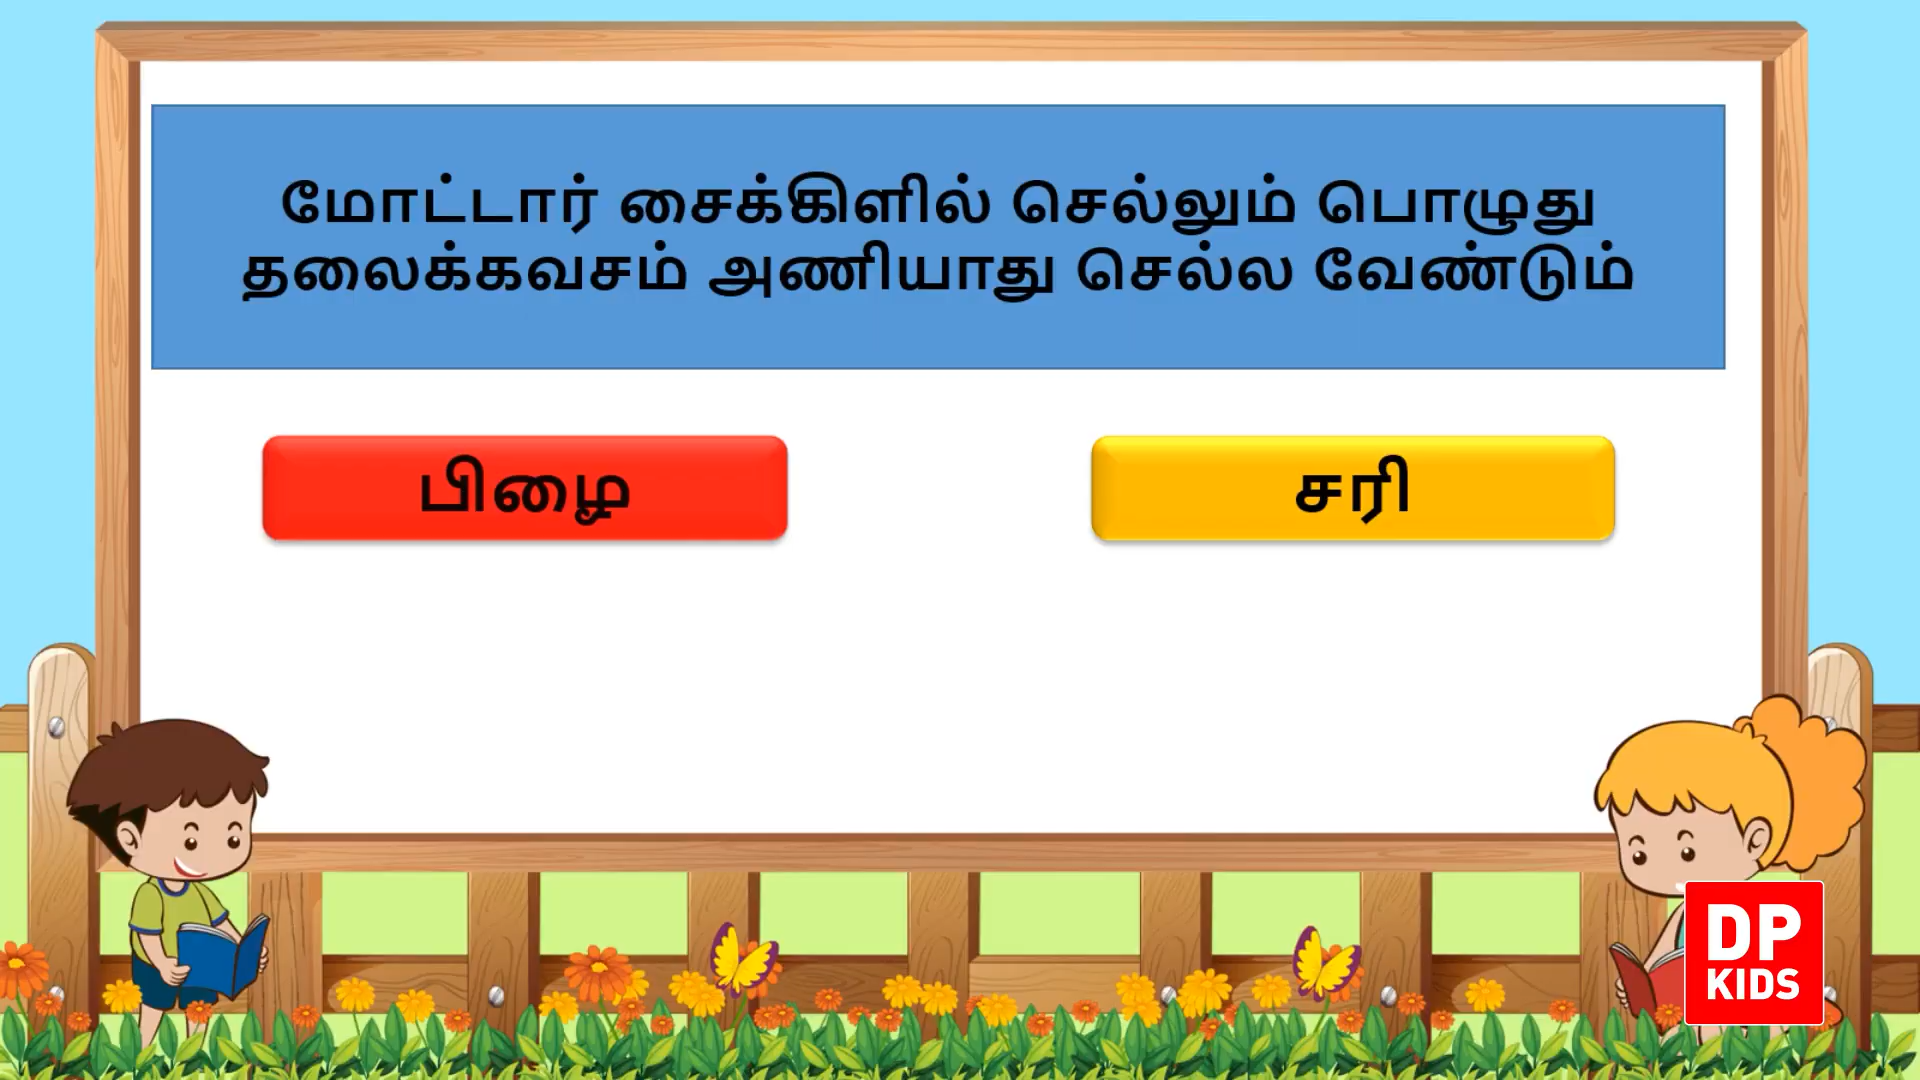 மோட்டார் சைக்கிளில் செல்லும் பொழுது
தலைக்கவசம் அணியாது செல்ல வேண்டும்
பிழை
சரி
DP
KIDS